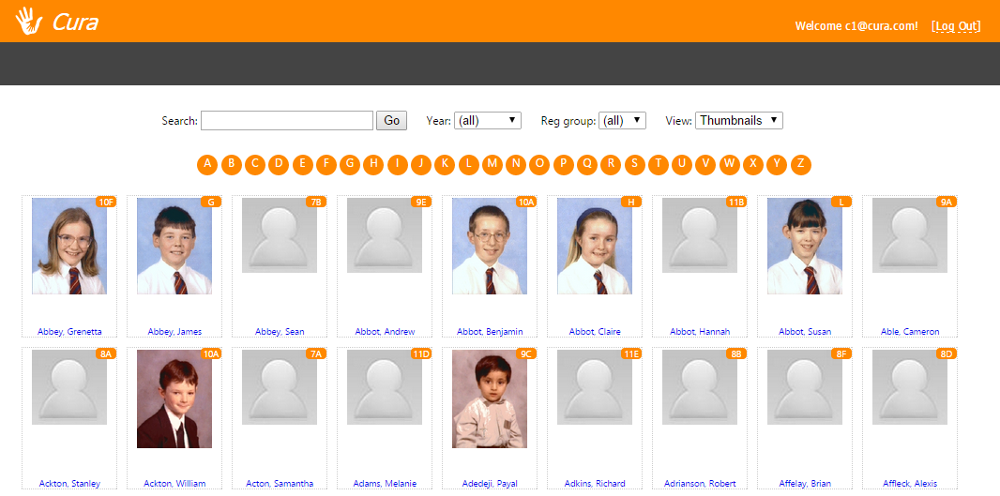 Cura
Welcome c1@cura.com! [Log Out]
Search: Go Year: (all) Reg group: (all) View: Thumbnails
A B C D E F G H I J K L M N O P Q R S T U V W X Y Z
10F G 7B 9E 10A H 11B L 9A
Abbey, Grenetta Abbey, James Abbey, Sean Abbot, Andrew Abbot, Benjamin Abbot, Claire Abbot, Hannah Abbot, Susan Able, Cameron
8A 10A 7A 11D 9C 11E 8B 8F 8D
Ackton, Stanley Ackton, William Acton, Samantha Adams, Melanie Adedeji, Payal Adkins, Richard Adrianson, Robert Affelay, Brian Affleck, Alexis